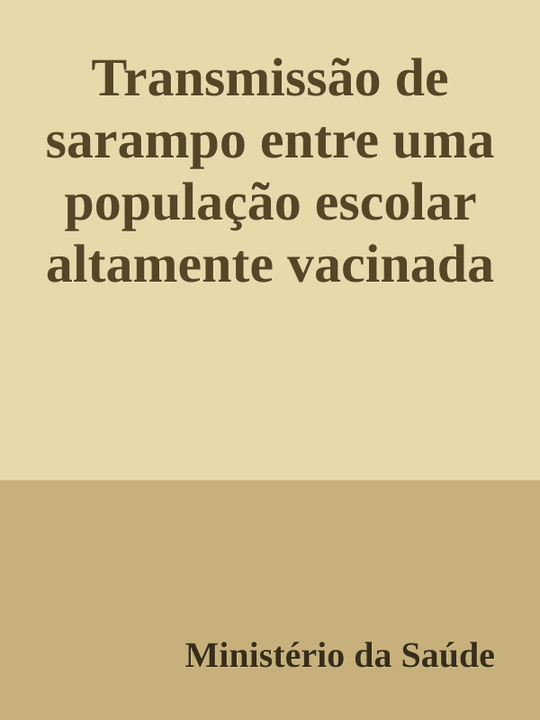 Transmissão de
sarampo entre uma
população escolar
altamente vacinada
Ministério da Saúde